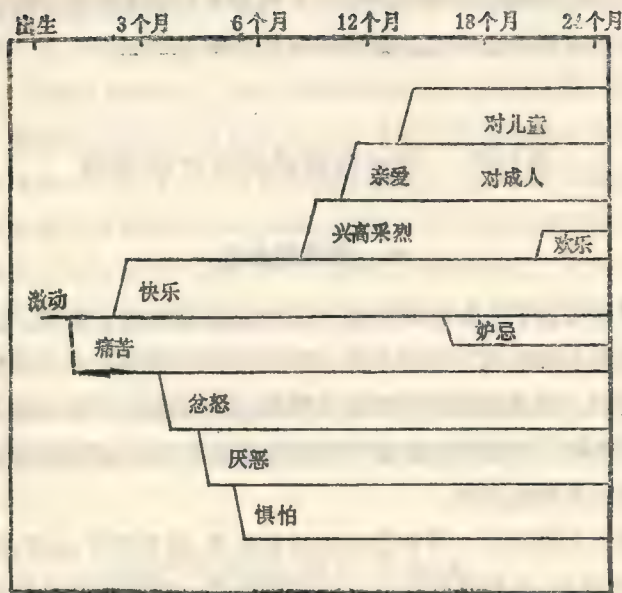 出生 3个月 6个月 12个月 18个月 24个月
对儿童
亲爱 对成人
兴高采烈
欢乐
快乐
激动
妒忌
痛苦
忿怒
厌恶
惧怕